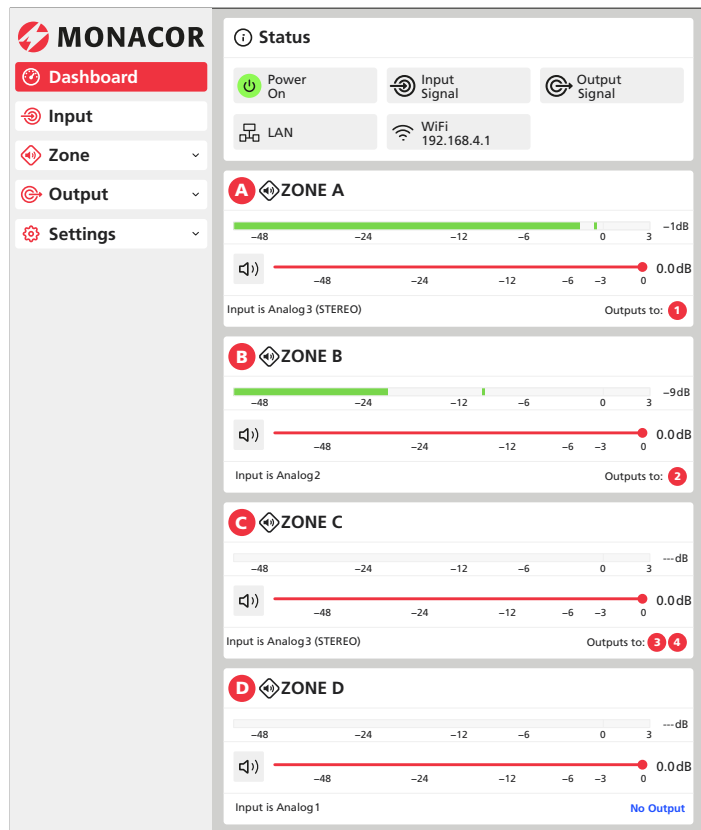 MONACOR
Dashboard
Input
Zone
Output
Settings
Status
Power
On
Input
Signal
Output
Signal
LAN
WiFi
192.168.4.1
A ZONE A
−1dB
−48 −24 −12 −6 0 3
0.0dB
−48 −24 −12 −6 −3 0
Input is Analog3 (STEREO) Outputs to: 1
B ZONE B
−9dB
−48 −24 −12 −6 0 3
0.0dB
−48 −24 −12 −6 −3 0
Input is Analog2 Outputs to: 2
C ZONE C
---dB
−48 −24 −12 −6 0 3
0.0dB
−48 −24 −12 −6 −3 0
Input is Analog3 (STEREO) Outputs to: 3 4
D ZONE D
---dB
−48 −24 −12 −6 0 3
0.0dB
−48 −24 −12 −6 −3 0
Input is Analog1 No Output